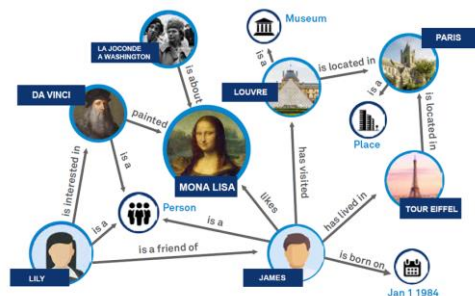 Museum
PARIS
LA JOCONDE
A WASHINGTON
is a
is located in
LOUVRE
DA VINCI
is about
is a
painted
Place
is located in
is interested in
is a
MONA LISA
has visited
TOUR EIFFEL
Person
likes
has lived in
is a
is a
is a friend of
is born on
LILY
JAMES
Jan 1 1984